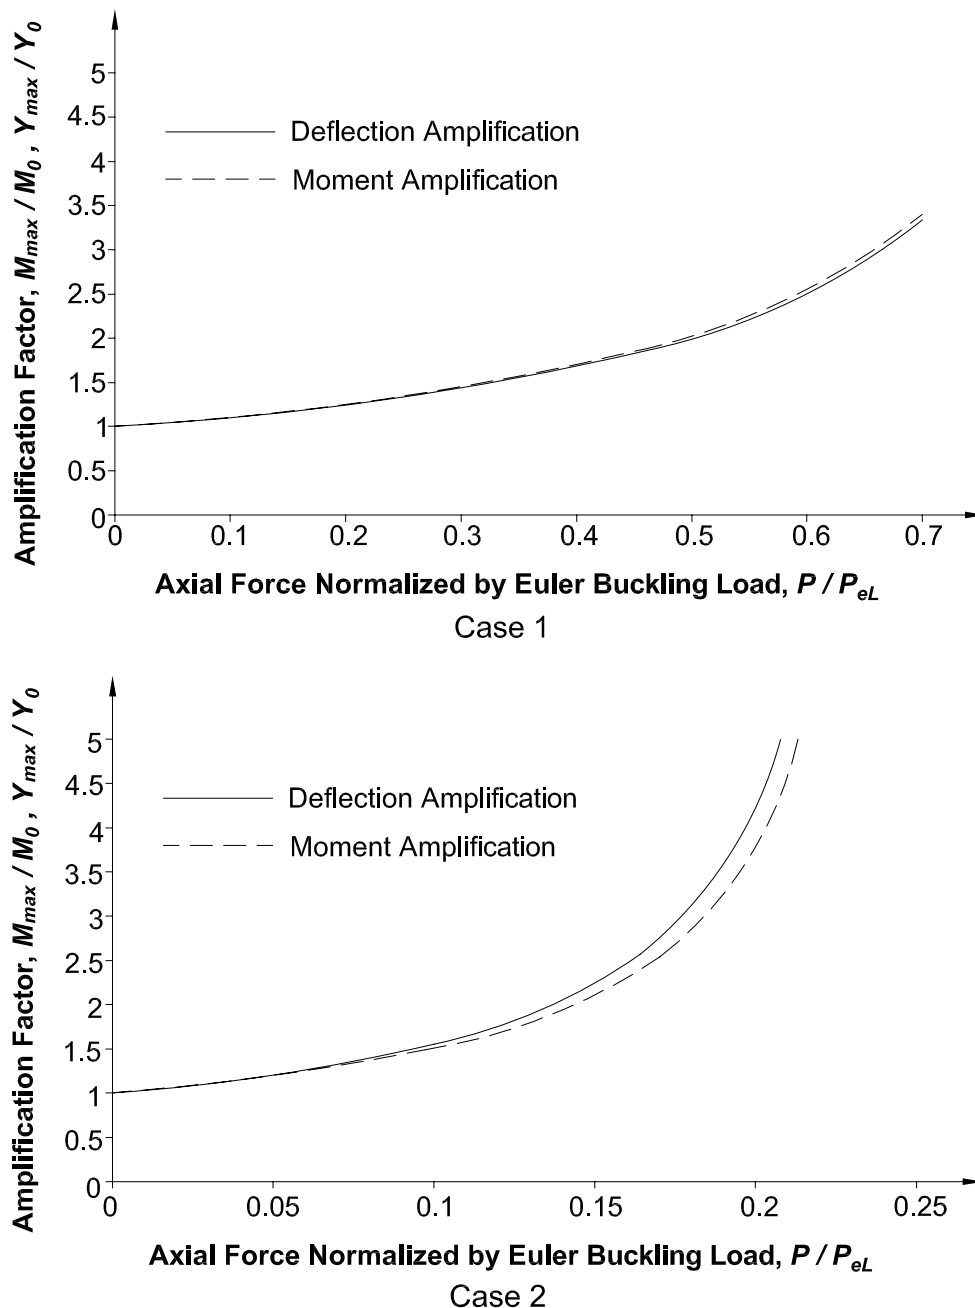 Amplification Factor, Mmax / M0 , Ymax / Y0
5
4.5
4
3.5
3
2.5
2
1.5
1
0.5
0
Deflection Amplification
Moment Amplification
0 0.1 0.2 0.3 0.4 0.5 0.6 0.7
Axial Force Normalized by Euler Buckling Load, P / PeL
Case 1
Amplification Factor, Mmax / M0 , Ymax / Y0
5
4.5
4
3.5
3
2.5
2
1.5
1
0.5
0
Deflection Amplification
Moment Amplification
0 0.05 0.1 0.15 0.2 0.25
Axial Force Normalized by Euler Buckling Load, P / PeL
Case 2